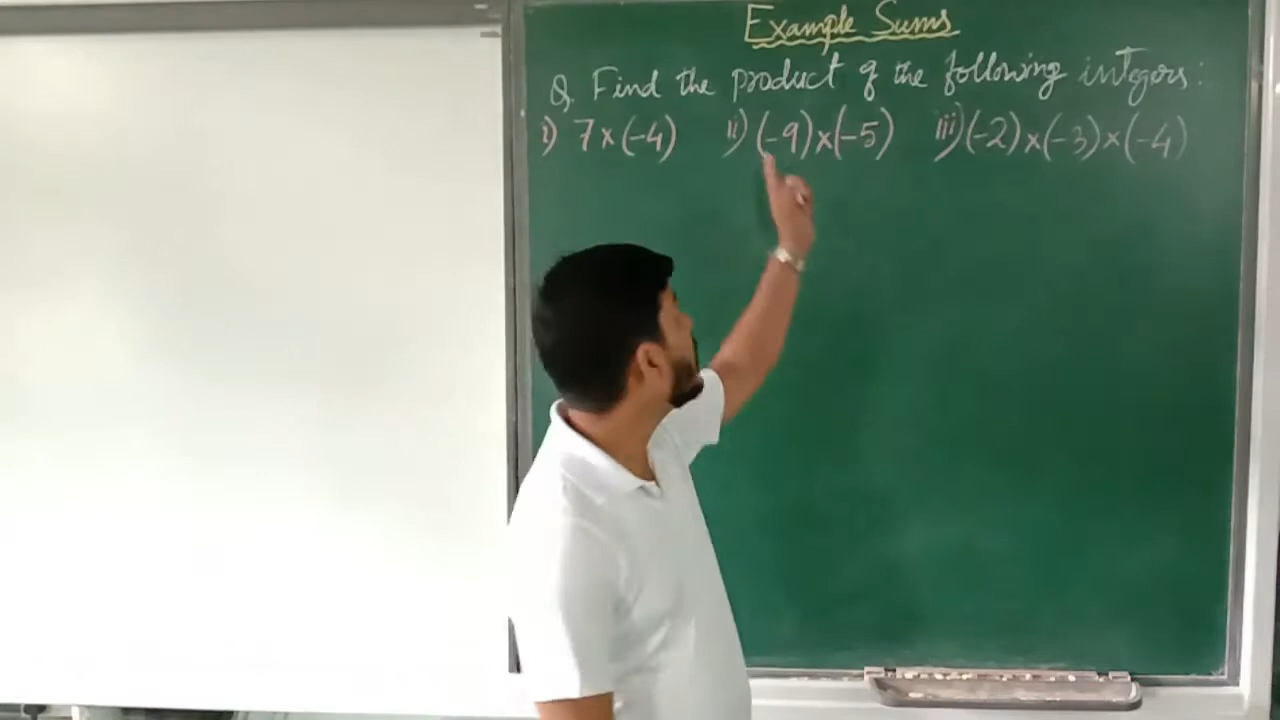 Example Sums
Q. Find the product of the following integers:
i) 7×(-4) ii) (-9)×(-5) iii) (-2)×(-3)×(-4)